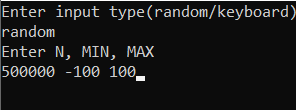 Enter input type(random/keyboard)
random
Enter N, MIN, MAX
500000 -100 100